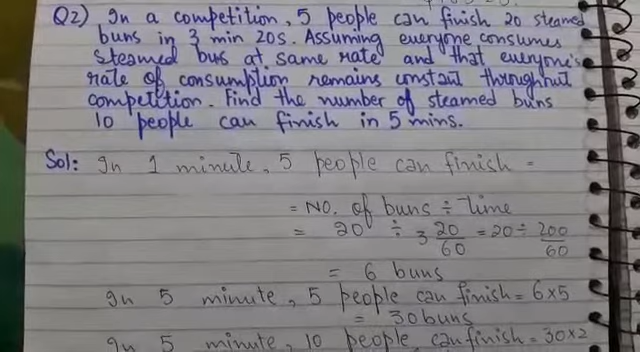 Q2) In a competition, 5 people can finish 20 steamed
buns in 3 min 20s. Assuming everyone consumes
steamed bus at same rate and that everyone's
rate of consumption remains constant throughout
competition. Find the number of steamed buns
10 people can finish in 5 mins.
Sol: In 1 minute, 5 people can finish =
= NO. of buns ÷ Time
= 20 ÷ 3 20/60 = 20 ÷ 200/60
= 6 buns
In 5 minute, 5 people can finish = 6x5
= 30 buns
In 5 minute, 10 people can finish = 30x2